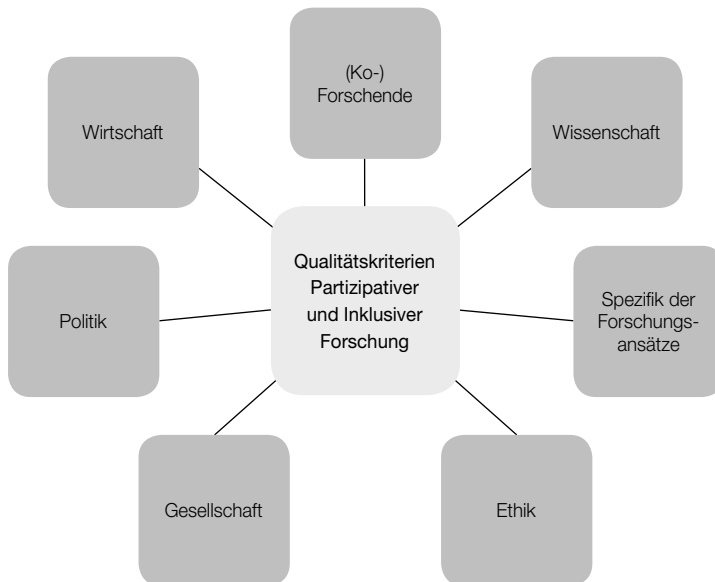 (Ko-)
Forschende
Wirtschaft
Wissenschaft
Qualitätskriterien
Partizipativer
und Inklusiver
Forschung
Politik
Spezifik der
Forschungs-
ansätze
Gesellschaft
Ethik